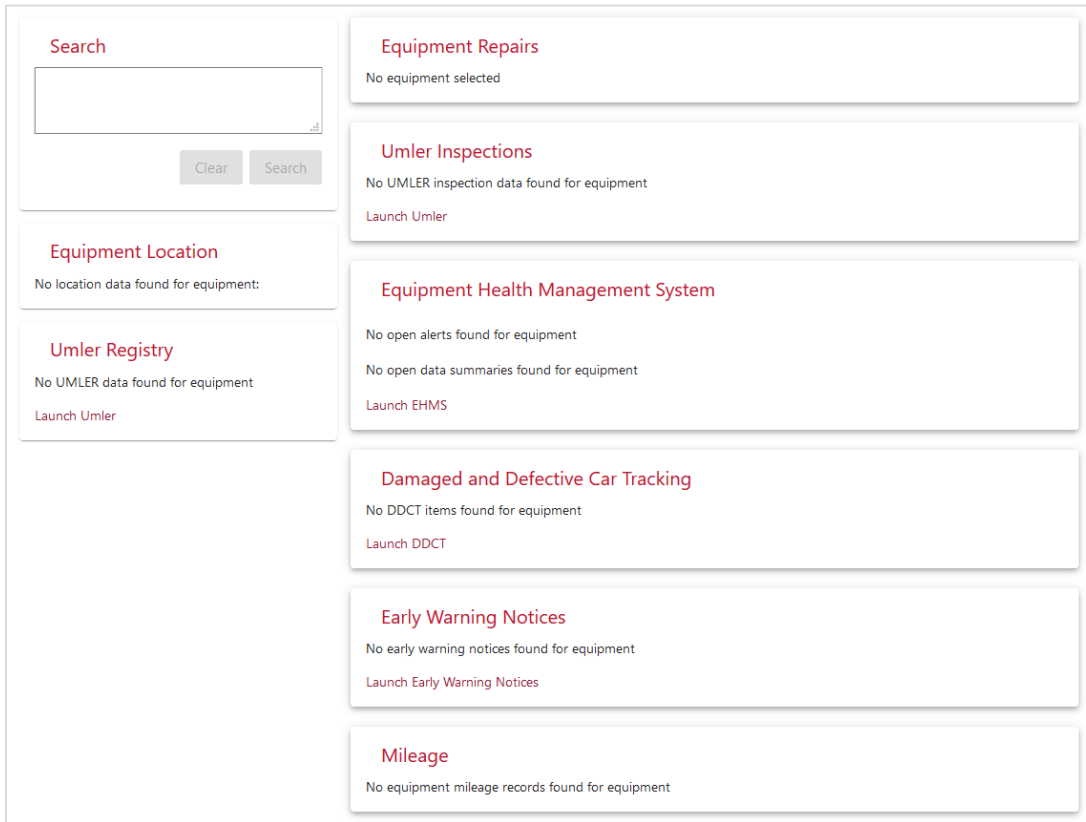 Search
Clear
Search
Equipment Location
No location data found for equipment:
Umler Registry
No UMLER data found for equipment
Launch Umler
Equipment Repairs
No equipment selected
Umler Inspections
No UMLER inspection data found for equipment
Launch Umler
Equipment Health Management System
No open alerts found for equipment
No open data summaries found for equipment
Launch EHMS
Damaged and Defective Car Tracking
No DDCT items found for equipment
Launch DDCT
Early Warning Notices
No early warning notices found for equipment
Launch Early Warning Notices
Mileage
No equipment mileage records found for equipment